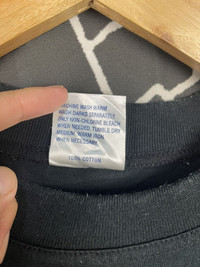 MACHINE WASH WARM
WASH DARKS SEPARATELY
ONLY NON-CHLORINE BLEACH
WHEN NEEDED, TUMBLE DRY
MEDIUM, WARM IRON
WHEN NECESSARY.
100% COTTON